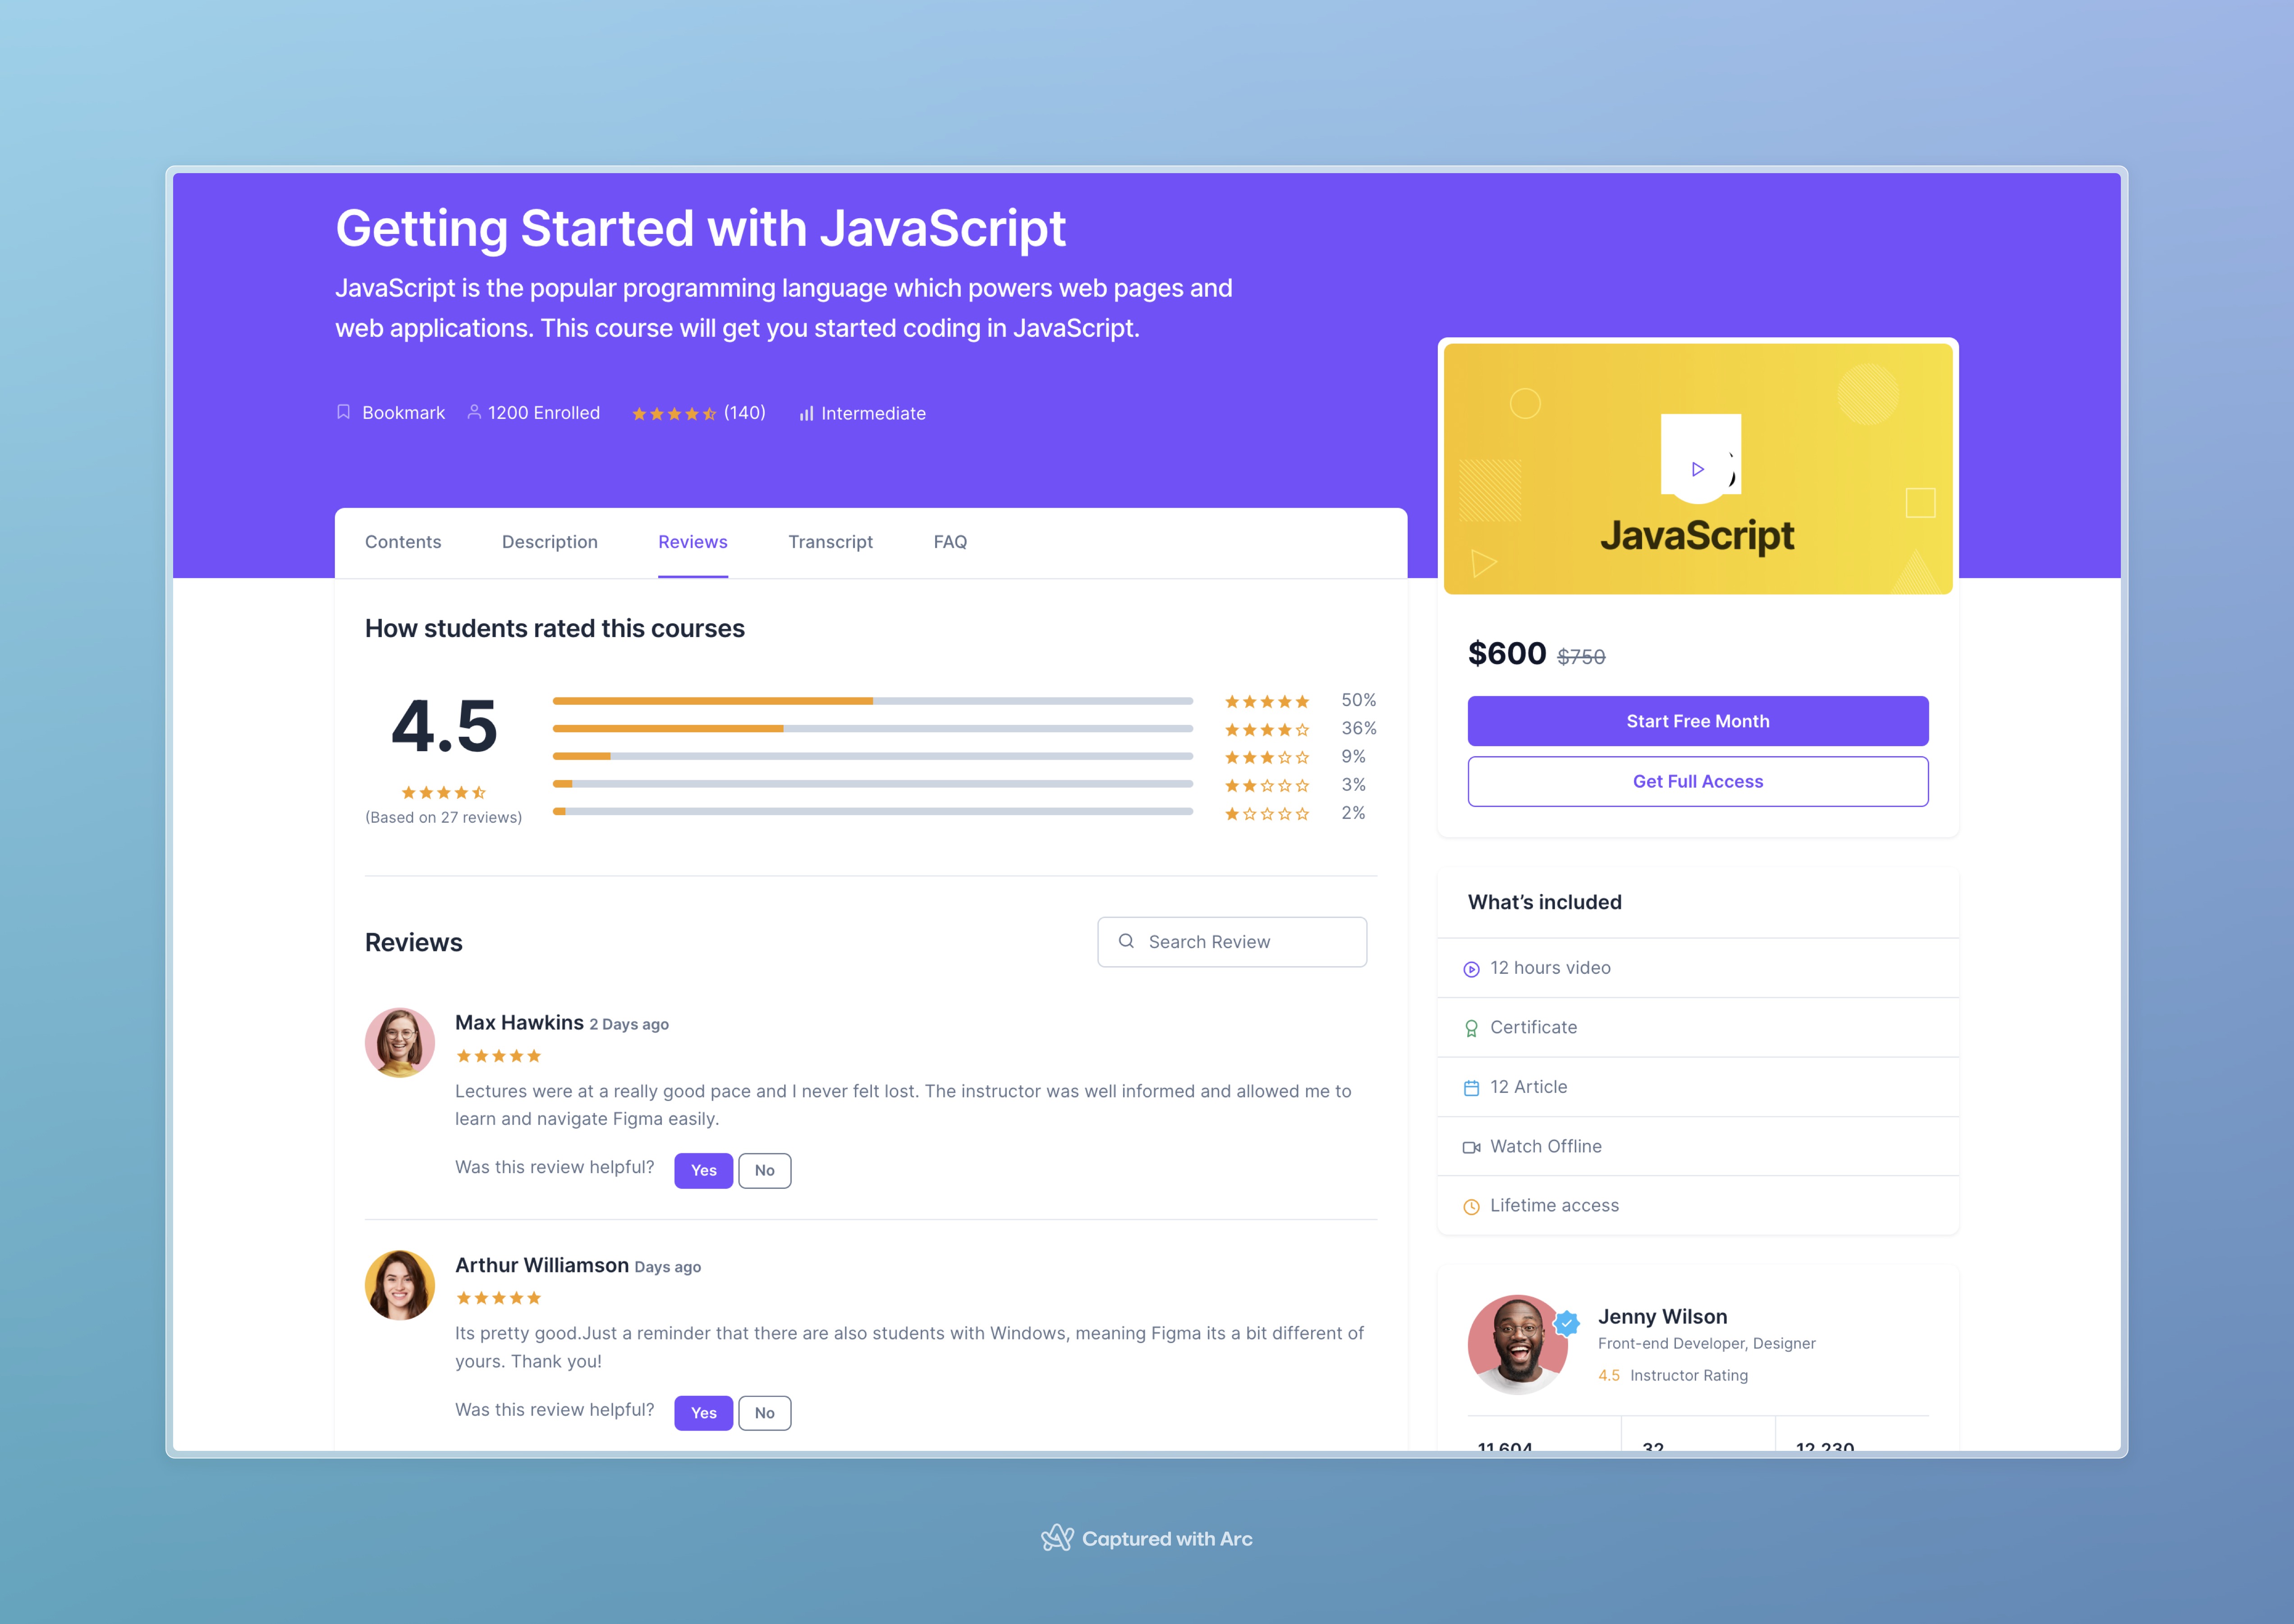 Getting Started with JavaScript
JavaScript is the popular programming language which powers web pages and
web applications. This course will get you started coding in JavaScript.
Bookmark 1200 Enrolled (140) Intermediate
Contents Description Reviews Transcript FAQ
How students rated this courses
4.5
(Based on 27 reviews)
50%
36%
9%
3%
2%
Reviews
Search Review
Max Hawkins 2 Days ago
Lectures were at a really good pace and I never felt lost. The instructor was well informed and allowed me to
learn and navigate Figma easily.
Was this review helpful? Yes No
Arthur Williamson Days ago
Its pretty good.Just a reminder that there are also students with Windows, meaning Figma its a bit different of
yours. Thank you!
Was this review helpful? Yes No
JavaScript
$600 $750
Start Free Month
Get Full Access
What’s included
12 hours video
Certificate
12 Article
Watch Offline
Lifetime access
Jenny Wilson
Front-end Developer, Designer
4.5 Instructor Rating
11,604 32 12,230
Captured with Arc